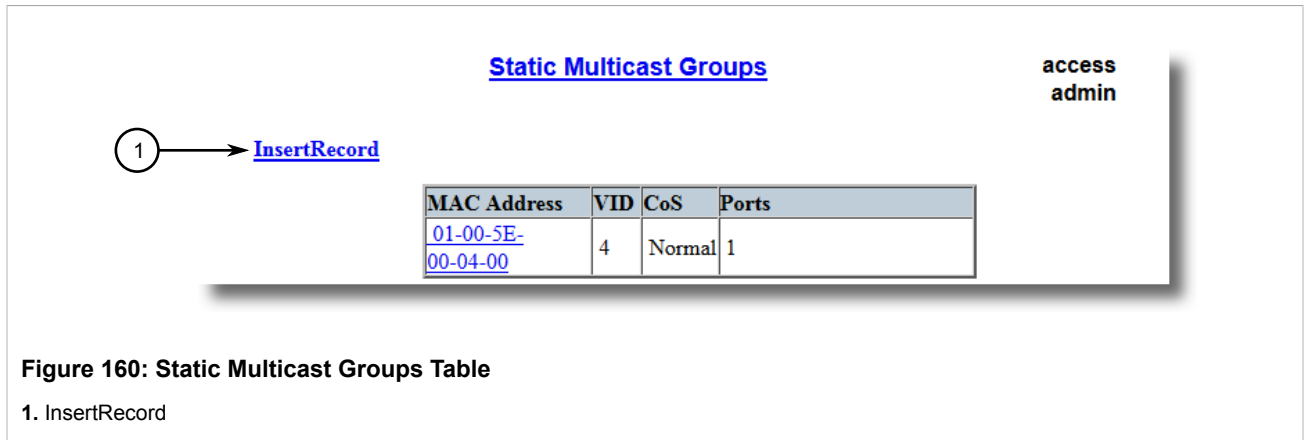 Static Multicast Groups
access
admin
1
InsertRecord
MAC Address VID CoS Ports
01-00-5E-
00-04-00 4 Normal 1
Figure 160: Static Multicast Groups Table
1. InsertRecord